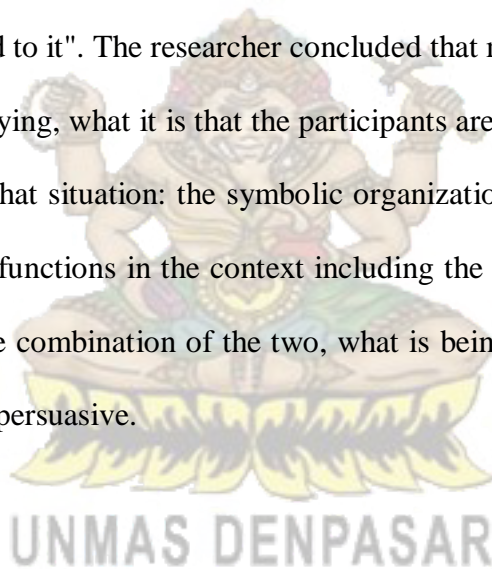 d to it". The researcher concluded that r
ying, what it is that the participants are
hat situation: the symbolic organizatio
functions in the context including the
e combination of the two, what is bein
persuasive.
UNMAS DENPASAR